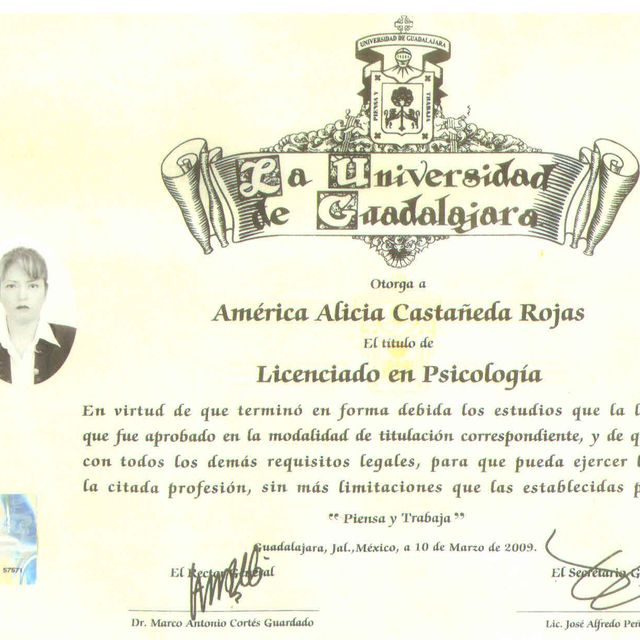 UNIVERSIDAD DE GUADALAJARA
PIENSA Y TRABAJA
La Universidad
de Guadalajara
Otorga a
América Alicia Castañeda Rojas
El título de
Licenciado en Psicología
En virtud de que terminó en forma debida los estudios que la l
que fue aprobado en la modalidad de titulación correspondiente, y de q
con todos los demás requisitos legales, para que pueda ejercer l
la citada profesión, sin más limitaciones que las establecidas p
“ Piensa y Trabaja ”
Guadalajara, Jal., México, a 10 de Marzo de 2009.
El Rector General
El Secretario G
Dr. Marco Antonio Cortés Guardado
Lic. José Alfredo Peñ
57571